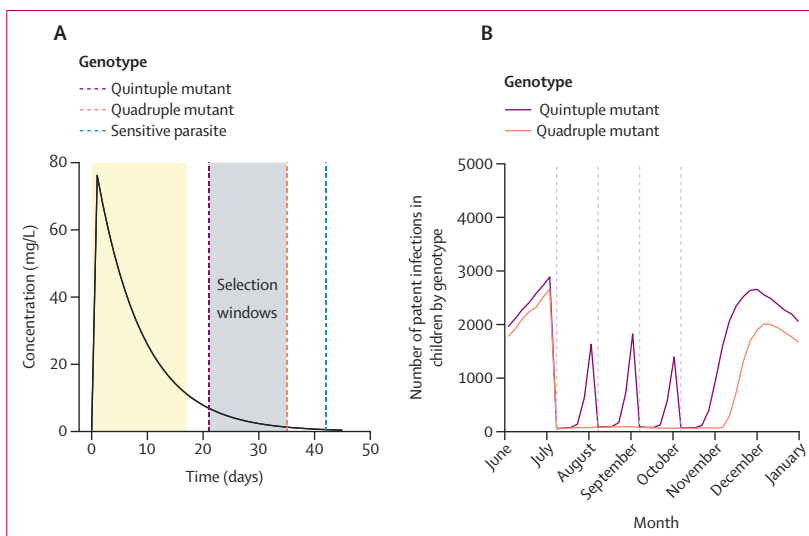 A
Genotype
Quintuple mutant
Quadruple mutant
Sensitive parasite
80
60
40
20
0
Concentration (mg/L)
Selection
windows
0
10
20
30
40
50
Time (days)
B
Genotype
Quintuple mutant
Quadruple mutant
5000
4000
3000
2000
1000
0
Number of patent infections in
children by genotype
June
July
August
September
October
November
December
January
Month